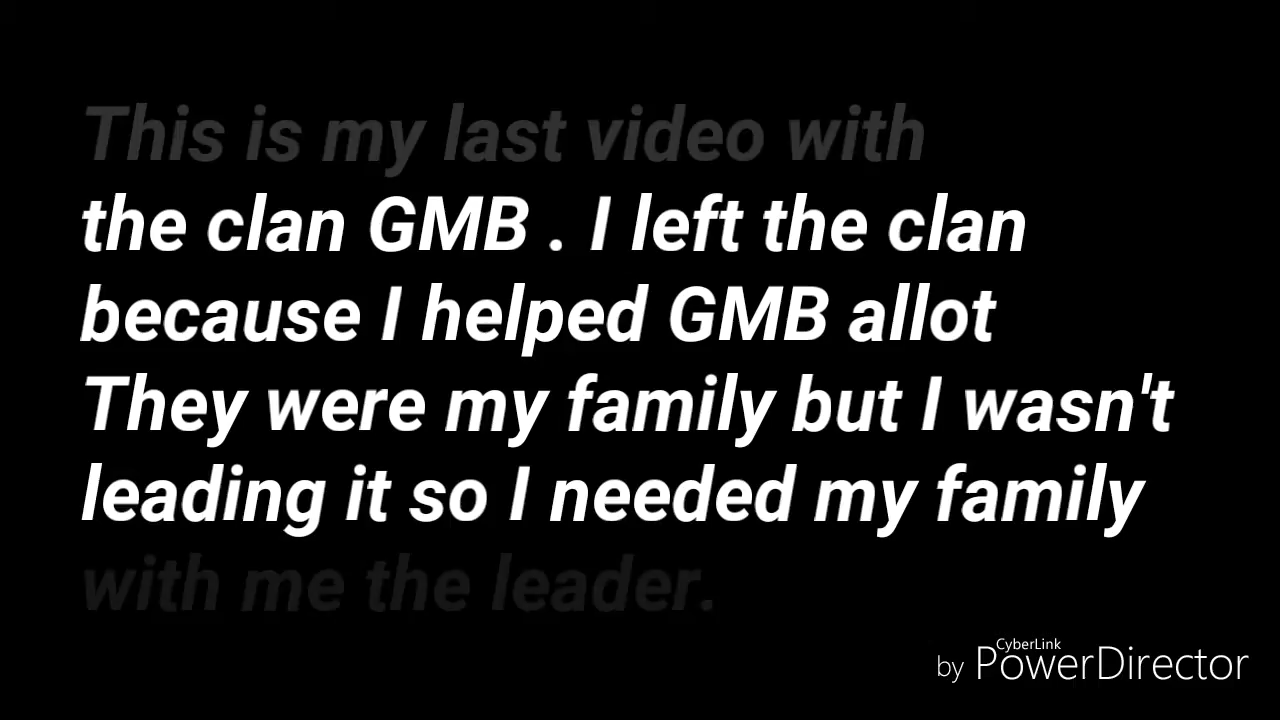 This is my last video with
the clan GMB . I left the clan
because I helped GMB allot
They were my family but I wasn't
leading it so I needed my family
with me the leader.
CyberLink
by PowerDirector